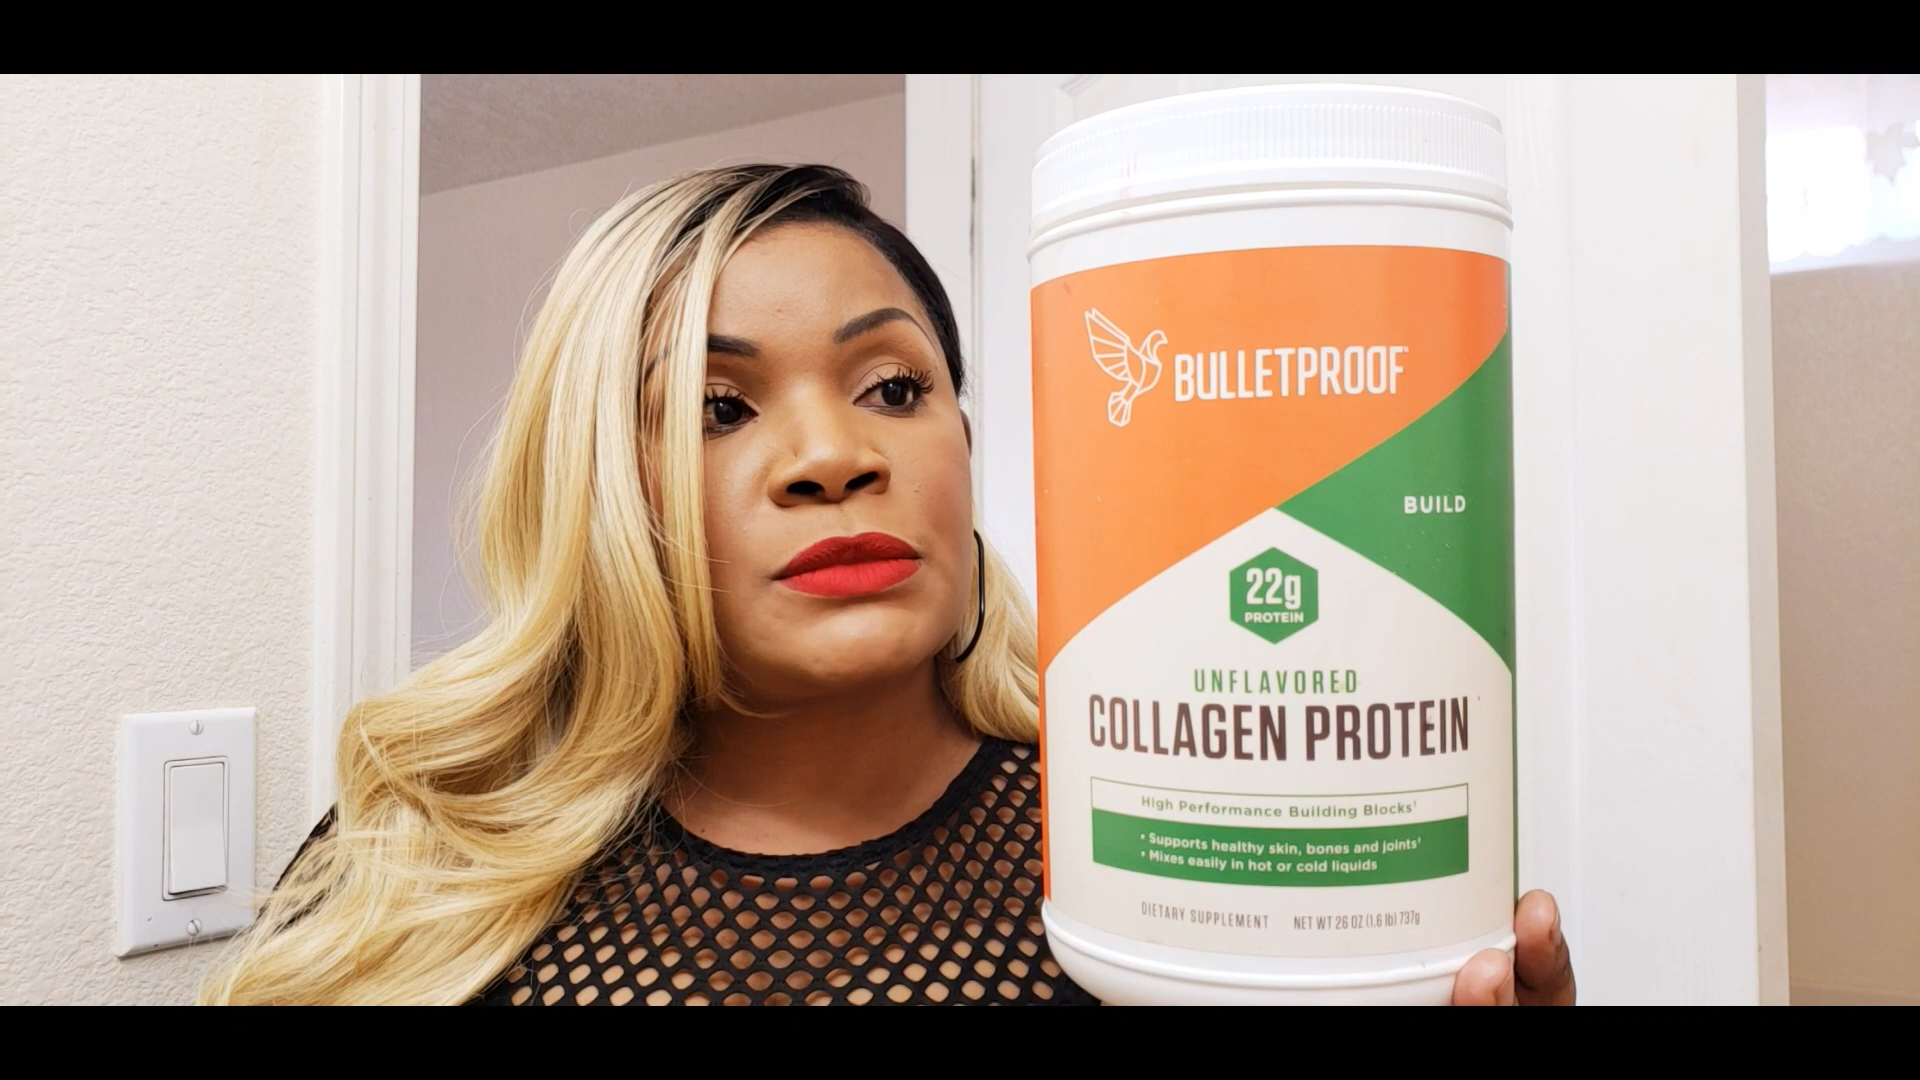 BULLETPROOF
BUILD
22g
PROTEIN
UNFLAVORED
COLLAGEN PROTEIN
High Performance Building Blocks†
• Supports healthy skin, bones and joints†
• Mixes easily in hot or cold liquids
DIETARY SUPPLEMENT NET WT 26 OZ (1.6 lb) 737g